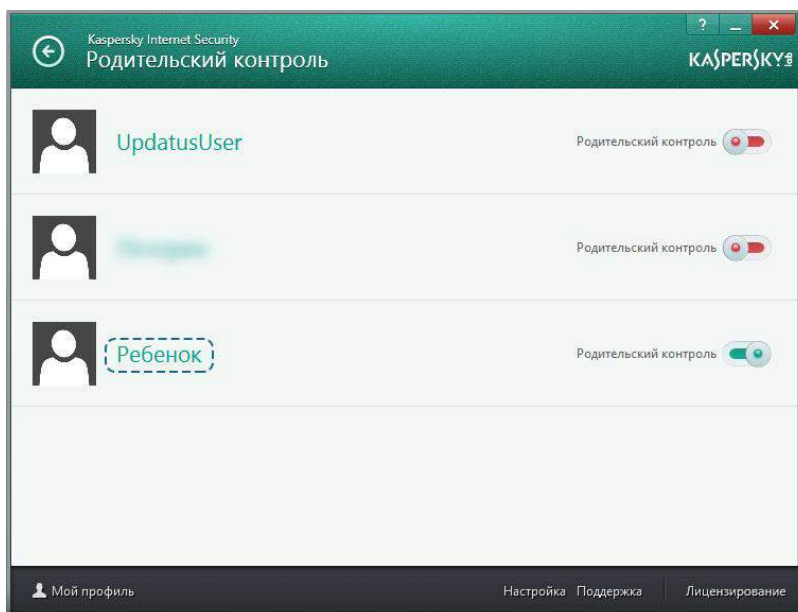 ?
Kaspersky Internet Security
Родительский контроль
KASPERSKY LAB
UpdatusUser
Родительский контроль
Родительский контроль
Ребенок
Родительский контроль
Мой профиль
Настройка Поддержка Лицензирование